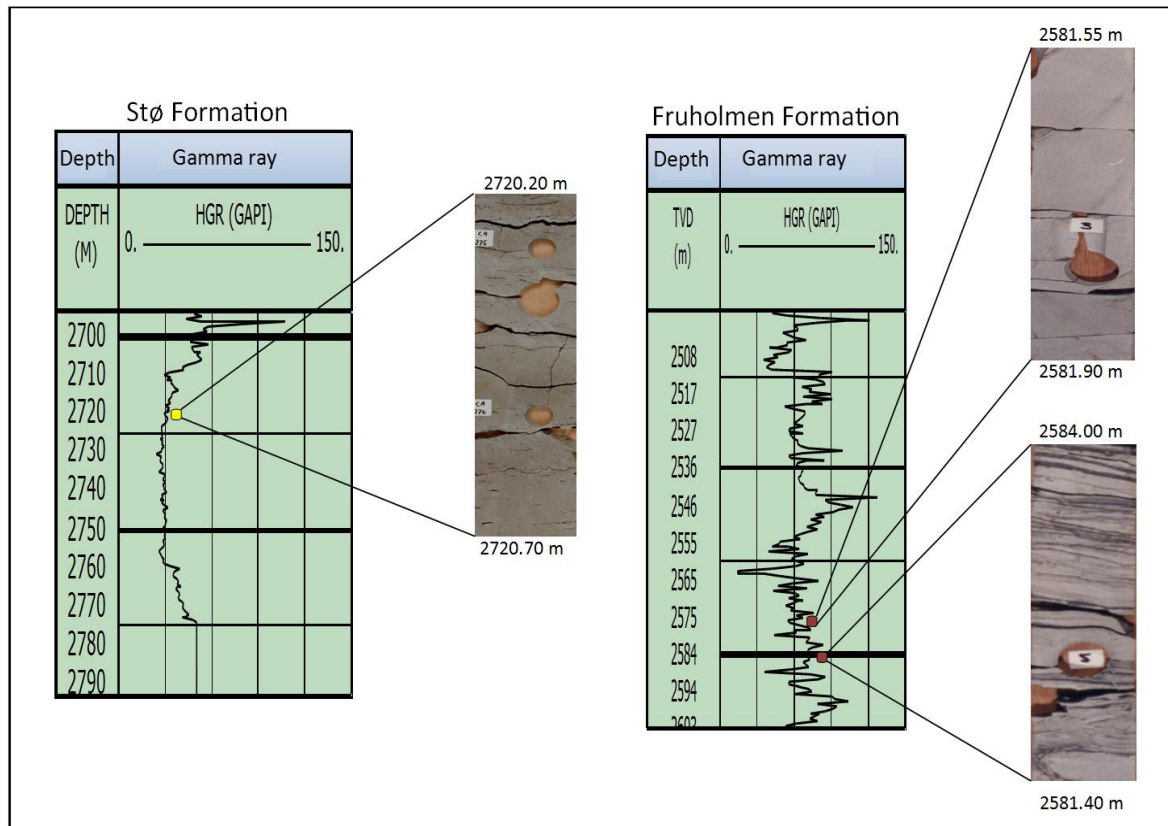 Stø Formation
Depth Gamma ray
DEPTH
(M)
HGR (GAPI)
0. 150.
2700
2710
2720
2730
2740
2750
2760
2770
2780
2790
2720.20 m
2720.70 m
Fruholmen Formation
Depth Gamma ray
TVD
(m)
HGR (GAPI)
0. 150.
2508
2517
2527
2536
2546
2555
2565
2575
2584
2594
2581.55 m
3
2581.90 m
2584.00 m
5
2581.40 m